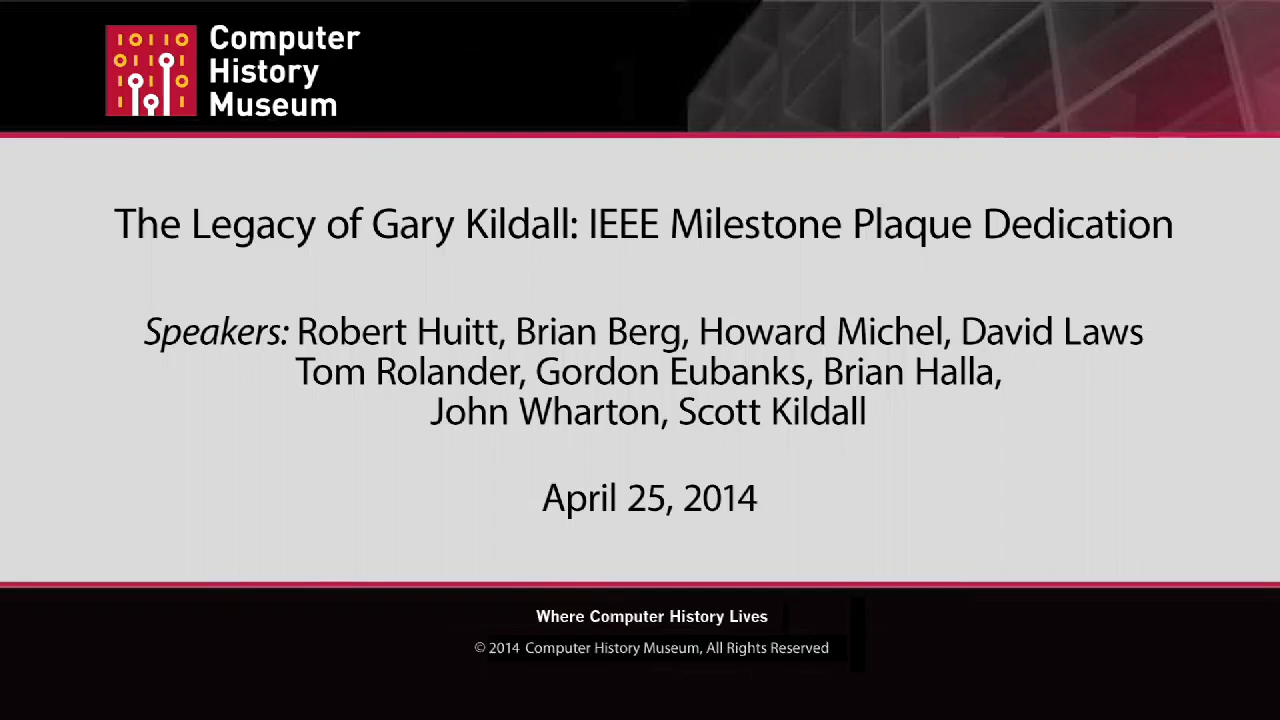 Computer
History
Museum
The Legacy of Gary Kildall: IEEE Milestone Plaque Dedication
Speakers: Robert Huitt, Brian Berg, Howard Michel, David Laws
Tom Rolander, Gordon Eubanks, Brian Halla,
John Wharton, Scott Kildall
April 25, 2014
Where Computer History Lives
© 2014 Computer History Museum, All Rights Reserved